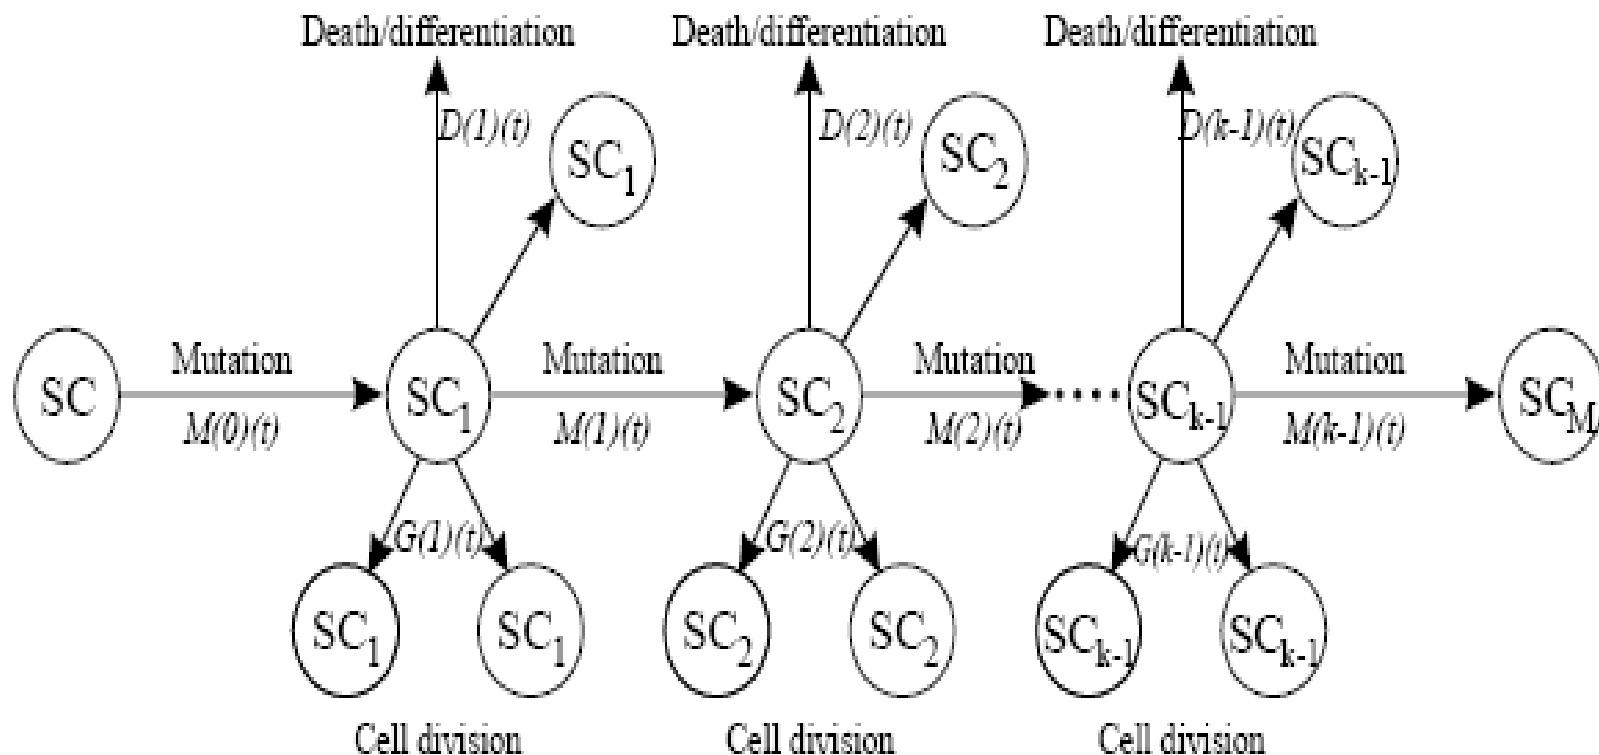 Death/differentiation Death/differentiation Death/differentiation
D(1)(t) D(2)(t) D(k-1)(t)
SC1 SC2 SCk-1
Mutation Mutation Mutation Mutation
SC SC1 SC2 ..... SCk-1 SCM
M(0)(t) M(1)(t) M(2)(t) M(k-1)(t)
G(1)(t) G(2)(t) G(k-1)(t)
SC1 SC1 SC2 SC2 SCk-1 SCk-1
Cell division Cell division Cell division